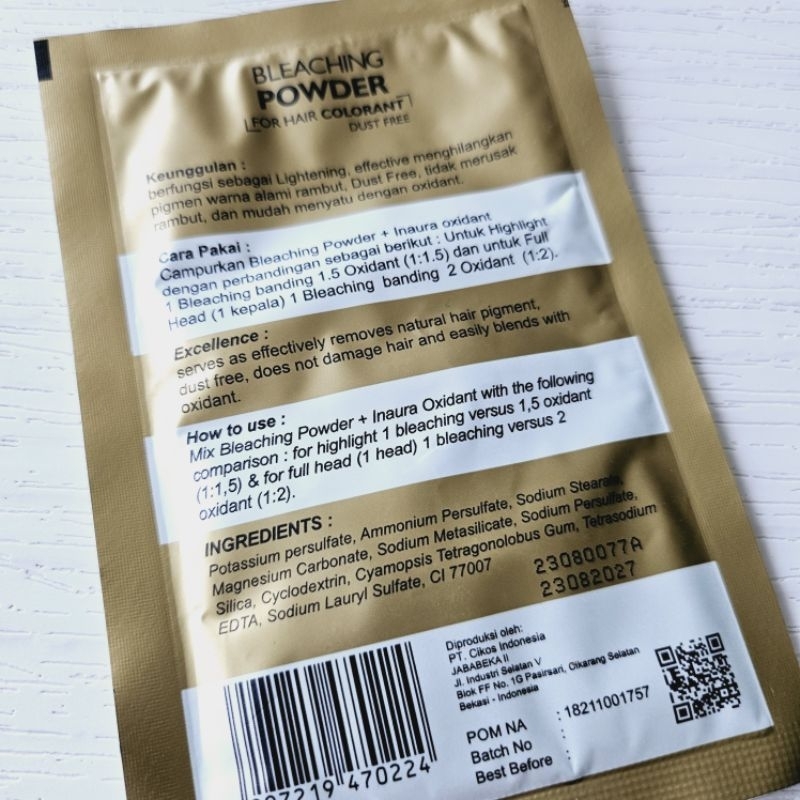 BLEACHING
POWDER
FOR HAIR COLORANT
DUST FREE
Keunggulan :
berfungsi sebagai Lightening, effective menghilangkan
pigmen warna alami rambut, Dust Free, tidak merusak
rambut, dan mudah menyatu dengan oxidant.
Cara Pakai :
Campurkan Bleaching Powder + Inaura oxidant
dengan perbandingan sebagai berikut : Untuk Highlight
1 Bleaching banding 1.5 Oxidant (1:1.5) dan untuk Full
Head (1 kepala) 1 Bleaching banding 2 Oxidant (1:2).
Excellence :
serves as effectively removes natural hair pigment,
dust free, does not damage hair and easily blends with
oxidant.
How to use :
Mix Bleaching Powder + Inaura Oxidant with the following
comparison : for highlight 1 bleaching versus 1,5 oxidant
(1:1,5) & for full head (1 head) 1 bleaching versus 2
oxidant (1:2).
INGREDIENTS :
Potassium persulfate, Ammonium Persulfate, Sodium Stearate,
Magnesium Carbonate, Sodium Metasilicate, Sodium Persulfate,
Silica, Cyclodextrin, Cyamopsis Tetragonolobus Gum, Tetrasodium
EDTA, Sodium Lauryl Sulfate, CI 77007
23080077A
23082027
Diproduksi oleh:
PT. Cikos Indonesia
JABABEKA II
Jl. Industri Selatan V
Blok FF No. 1G Pasirsari, Cikarang Selatan
Bekasi - Indonesia
POM NA : 18211001757
Batch No :
Best Before :
97219 470224